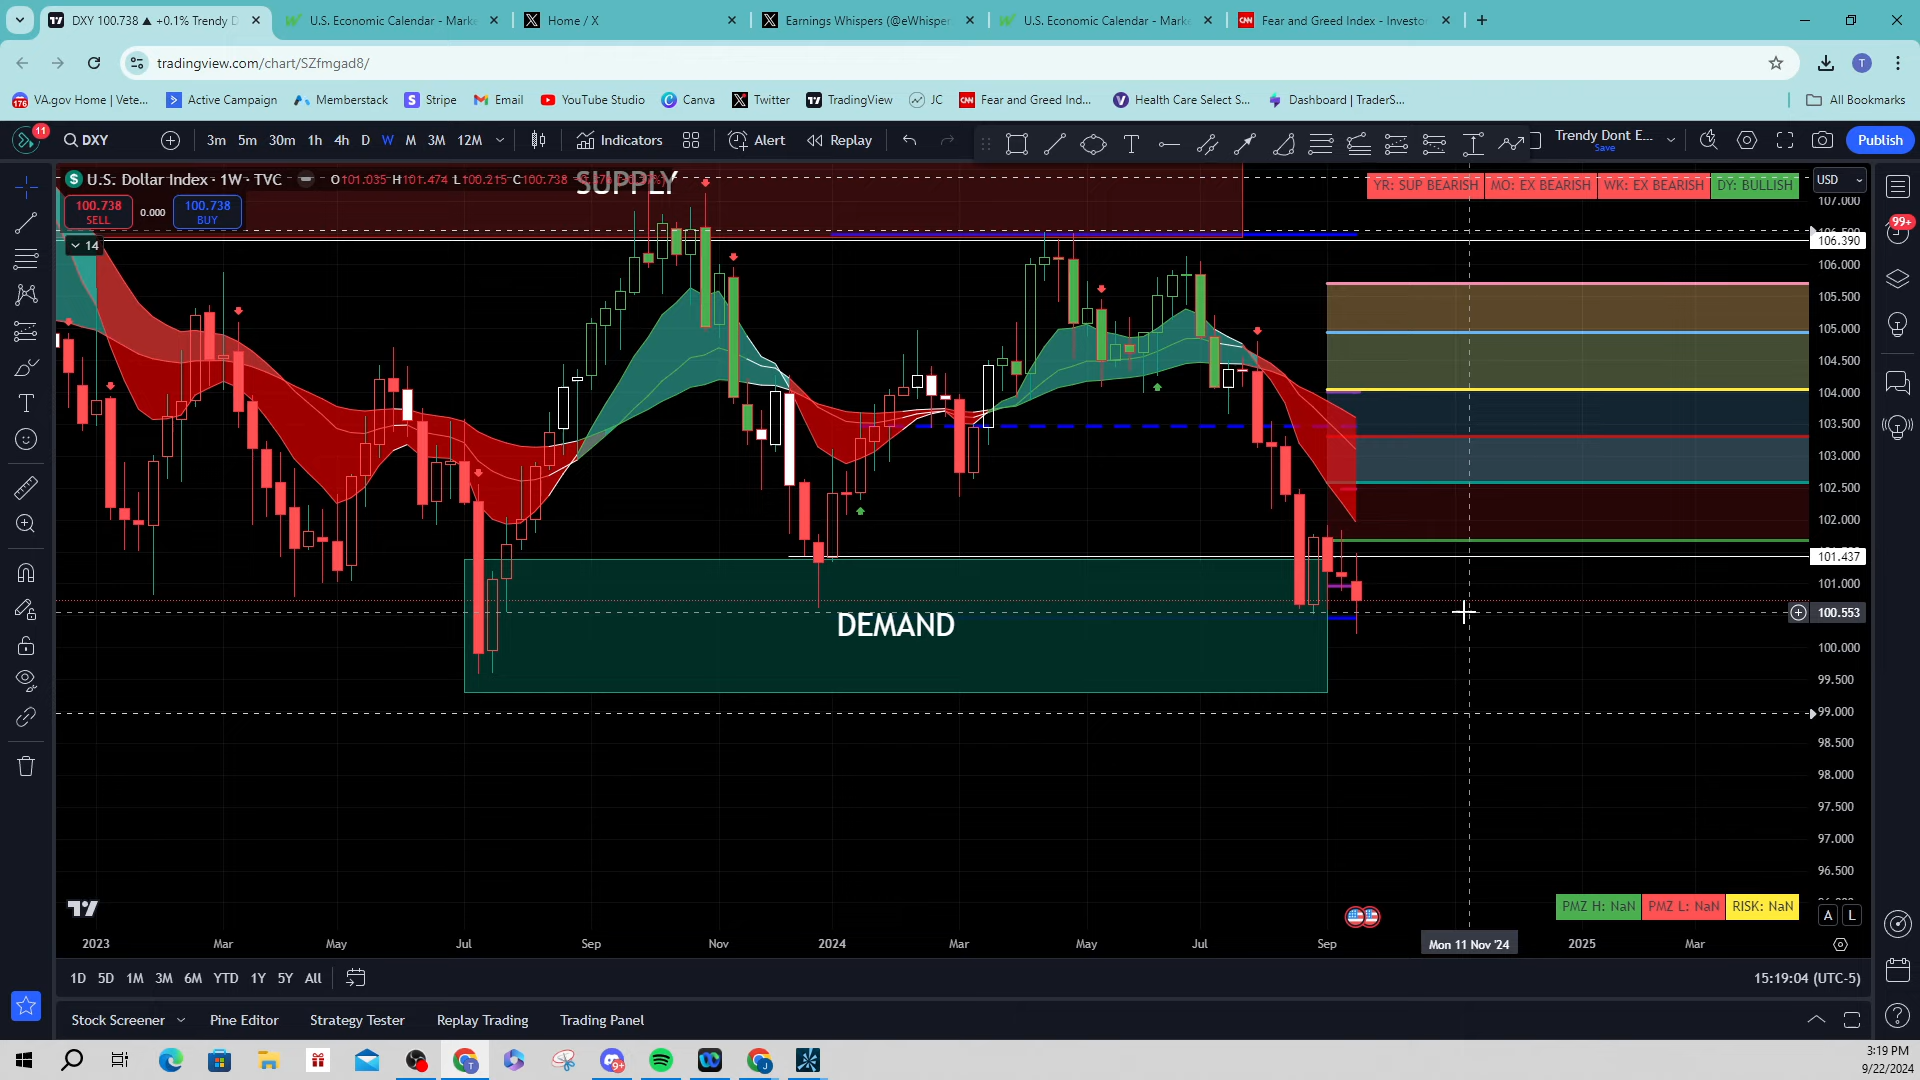 DXY 100.738 ▲ +0.1% Trendy D
U.S. Economic Calendar - Marke
Home / X
Earnings Whispers (@eWhisper
U.S. Economic Calendar - Marke
Fear and Greed Index - Investo
tradingview.com/chart/SZfmgad8/
T
176
VA.gov Home | Vete...
Active Campaign
Memberstack
Stripe
Email
YouTube Studio
Canva
Twitter
TradingView
JC
Fear and Greed Ind...
Health Care Select S...
Dashboard | TraderS...
All Bookmarks
11
DXY
3m 5m 30m 1h 4h D W M 3M 12M
Indicators
Alert
Replay
Trendy Dont E...
Save
Publish
U.S. Dollar Index · 1W · TVC
O101.035 H101.474 L100.215 C100.738
SUPPLY
YR: SUP BEARISH MO: EX BEARISH WK: EX BEARISH DY: BULLISH
USD
100.738
SELL
0.000
100.738
BUY
14
99+
107.000
106.390
106.000
105.500
105.000
104.500
104.000
103.500
103.000
102.500
102.000
101.437
101.000
100.553
100.000
99.500
99.000
98.500
98.000
97.500
97.000
96.500
DEMAND
PMZ H: NaN PMZ L: NaN RISK: NaN
A L
2023 Mar May Jul Sep Nov 2024 Mar May Jul Sep Mon 11 Nov '24 2025 Mar
1D 5D 1M 3M 6M YTD 1Y 5Y All
15:19:04 (UTC-5)
Stock Screener Pine Editor Strategy Tester Replay Trading Trading Panel
3:19 PM
9/22/2024